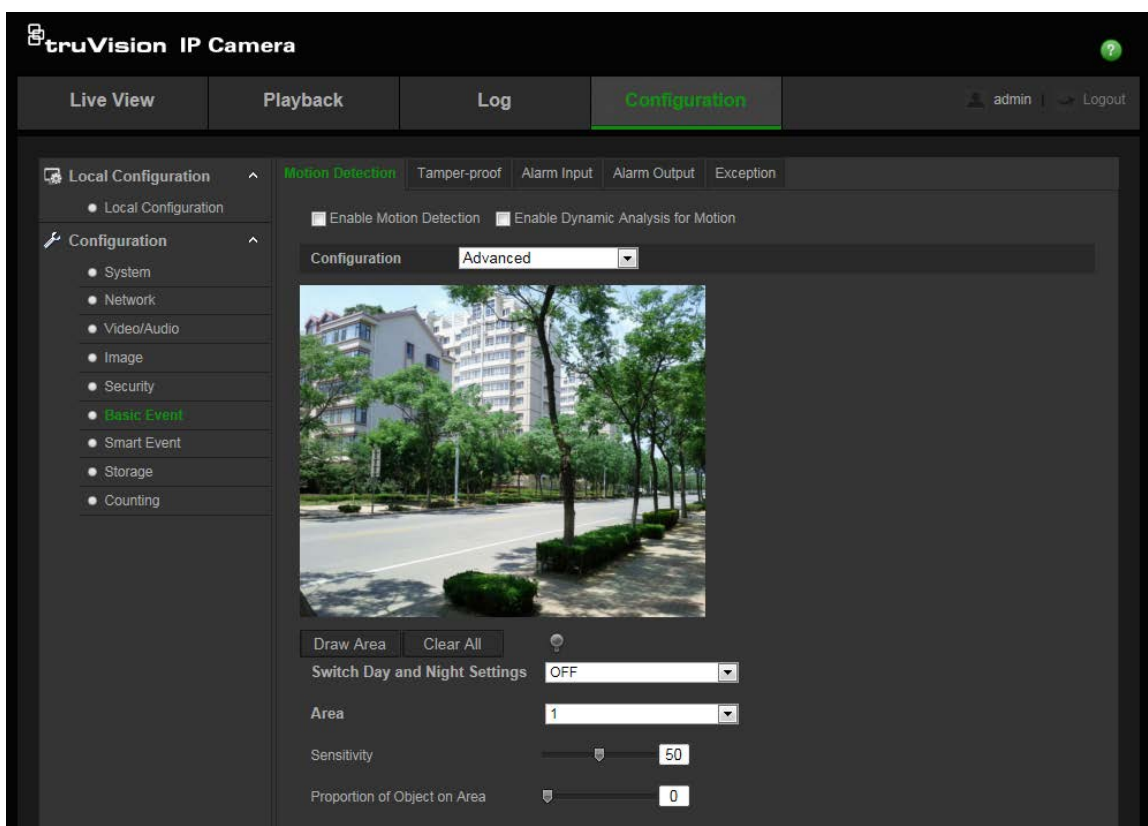 truVision IP Camera
?
Live View
Playback
Log
Configuration
admin
Logout
Local Configuration
Local Configuration
Configuration
System
Network
Video/Audio
Image
Security
Basic Event
Smart Event
Storage
Counting
Motion Detection
Tamper-proof
Alarm Input
Alarm Output
Exception
Enable Motion Detection
Enable Dynamic Analysis for Motion
Configuration
Advanced
Draw Area
Clear All
Switch Day and Night Settings
OFF
Area
1
Sensitivity
50
Proportion of Object on Area
0